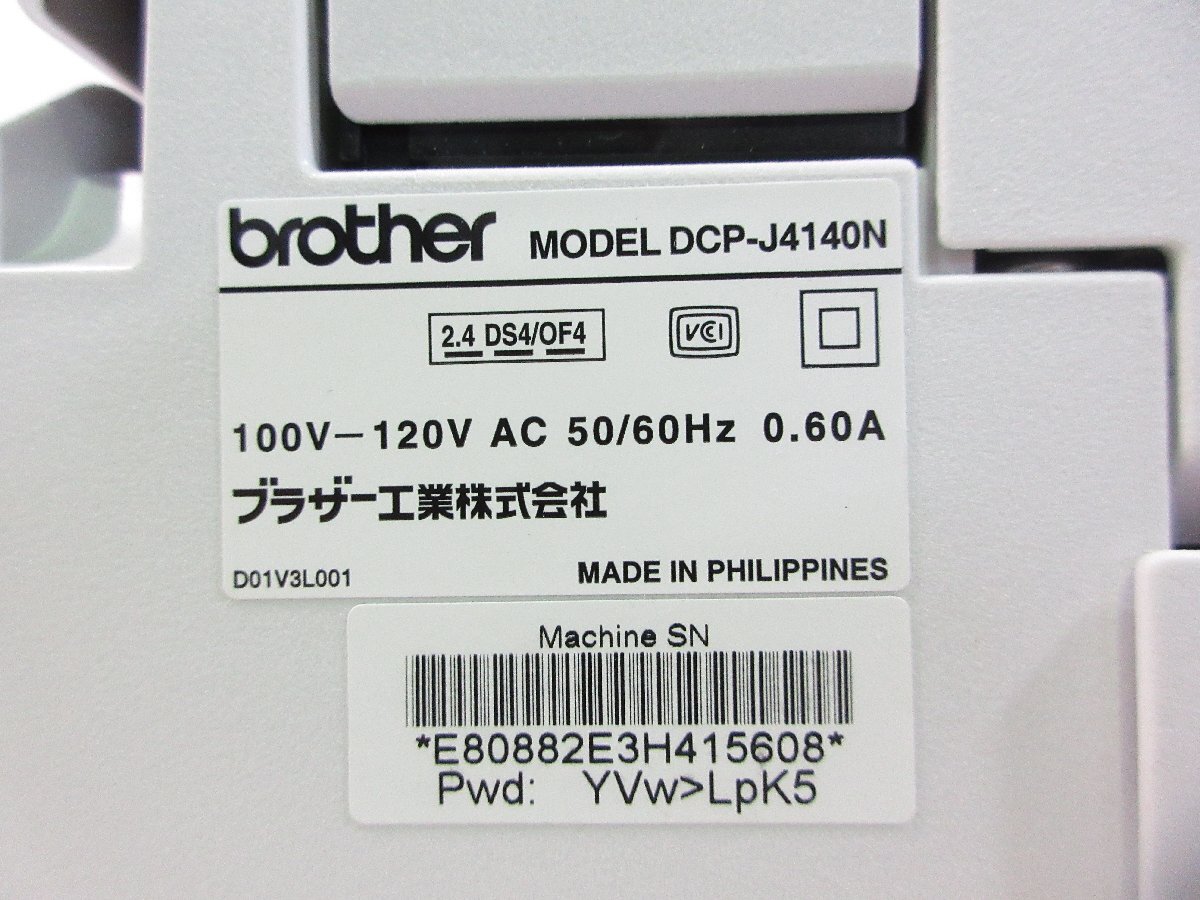 brother MODEL DCP-J4140N
2.4 DS4/OF4 VCCI
100V-120V AC 50/60Hz 0.60A
ブラザー工業株式会社
D01V3L001 MADE IN PHILIPPINES
Machine SN
*E80882E3H415608*
Pwd: YVw>LpK5